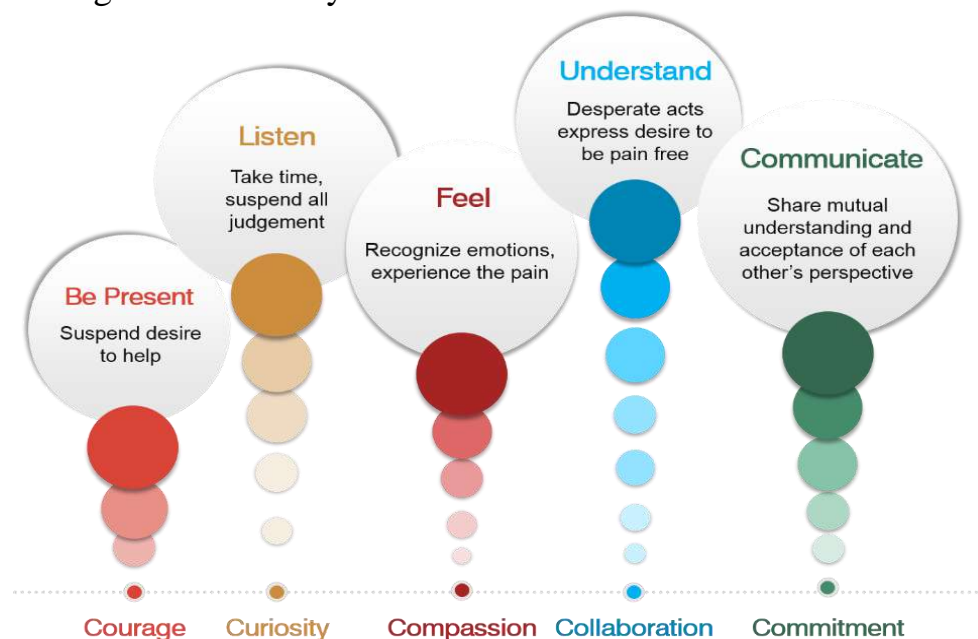 Be Present
Suspend desire
to help
Listen
Take time,
suspend all
judgement
Feel
Recognize emotions,
experience the pain
Understand
Desperate acts
express desire to
be pain free
Communicate
Share mutual
understanding and
acceptance of each
other's perspective
Courage
Curiosity
Compassion
Collaboration
Commitment